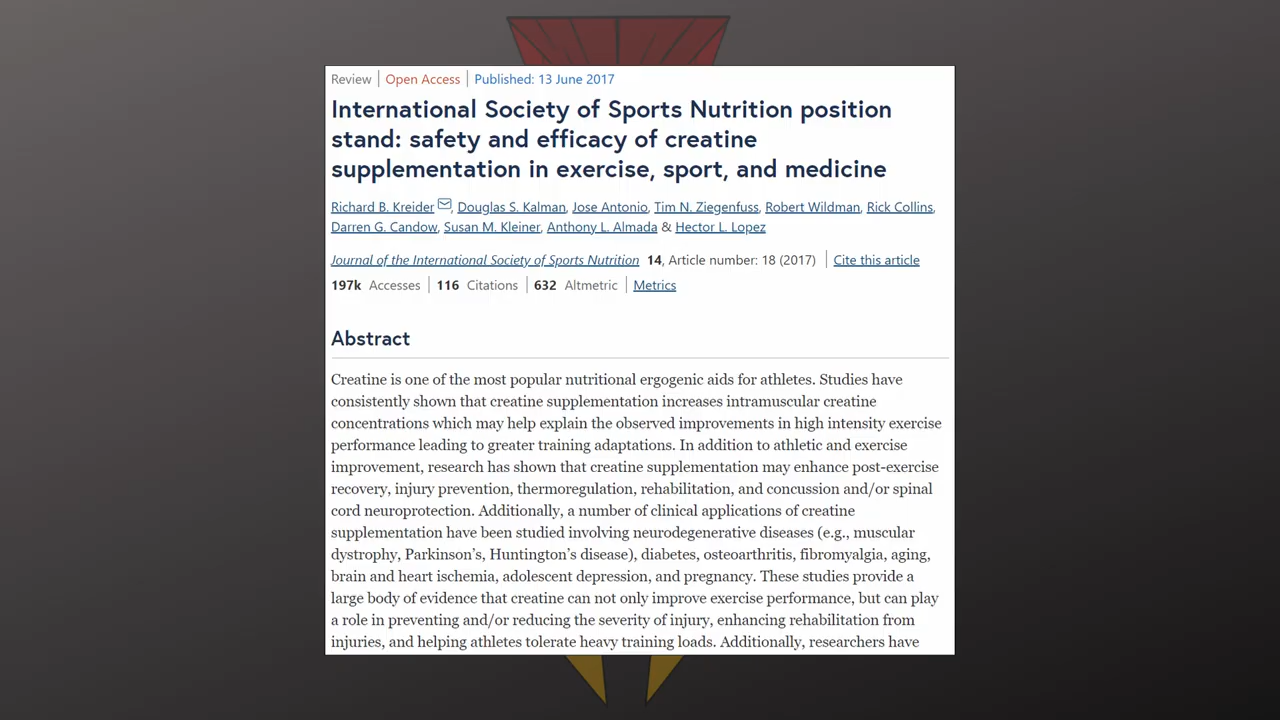 Review | Open Access | Published: 13 June 2017
International Society of Sports Nutrition position
stand: safety and efficacy of creatine
supplementation in exercise, sport, and medicine
Richard B. Kreider, Douglas S. Kalman, Jose Antonio, Tim N. Ziegenfuss, Robert Wildman, Rick Collins,
Darren G. Candow, Susan M. Kleiner, Anthony L. Almada & Hector L. Lopez
Journal of the International Society of Sports Nutrition 14, Article number: 18 (2017) | Cite this article
197k Accesses | 116 Citations | 632 Altmetric | Metrics
Abstract
Creatine is one of the most popular nutritional ergogenic aids for athletes. Studies have
consistently shown that creatine supplementation increases intramuscular creatine
concentrations which may help explain the observed improvements in high intensity exercise
performance leading to greater training adaptations. In addition to athletic and exercise
improvement, research has shown that creatine supplementation may enhance post-exercise
recovery, injury prevention, thermoregulation, rehabilitation, and concussion and/or spinal
cord neuroprotection. Additionally, a number of clinical applications of creatine
supplementation have been studied involving neurodegenerative diseases (e.g., muscular
dystrophy, Parkinson's, Huntington's disease), diabetes, osteoarthritis, fibromyalgia, aging,
brain and heart ischemia, adolescent depression, and pregnancy. These studies provide a
large body of evidence that creatine can not only improve exercise performance, but can play
a role in preventing and/or reducing the severity of injury, enhancing rehabilitation from
injuries, and helping athletes tolerate heavy training loads. Additionally, researchers have